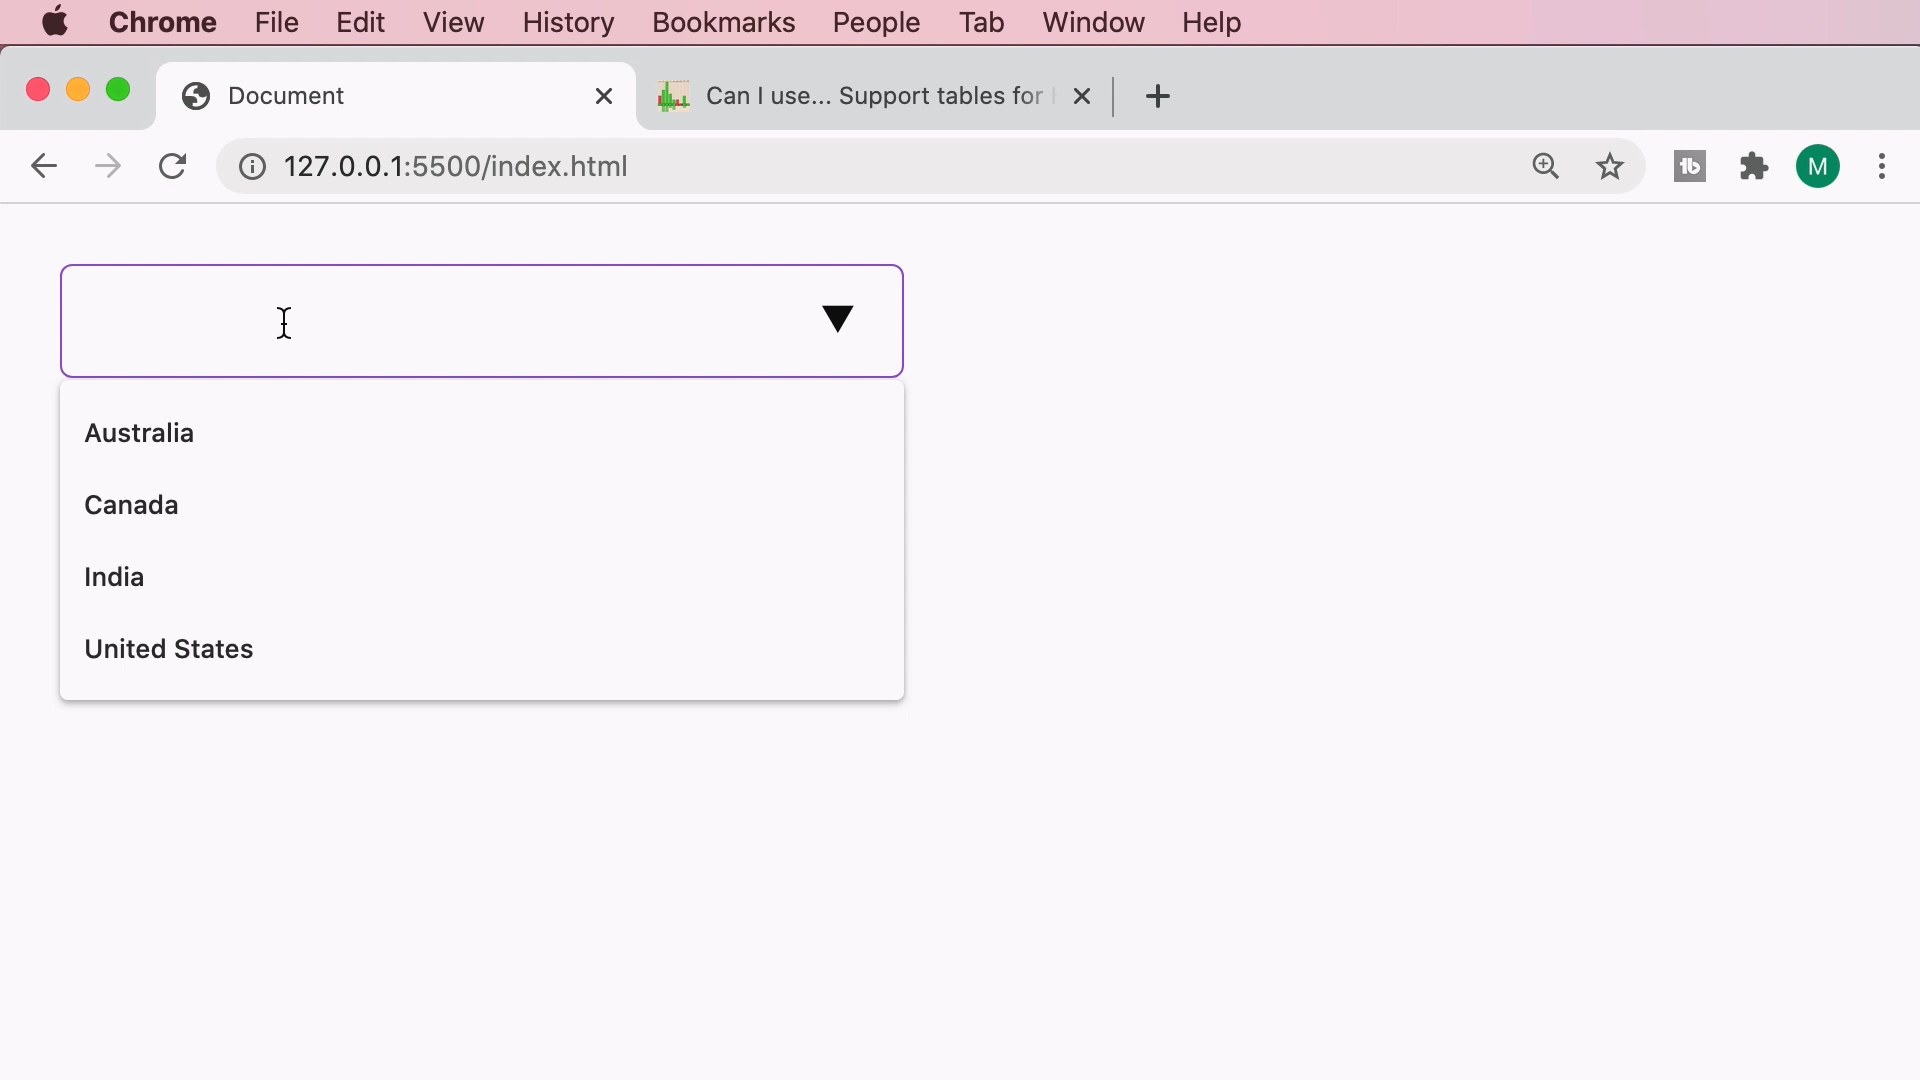 Chrome File Edit View History Bookmarks People Tab Window Help
Document
Can I use... Support tables for
127.0.0.1:5500/index.html
M
Australia
Canada
India
United States